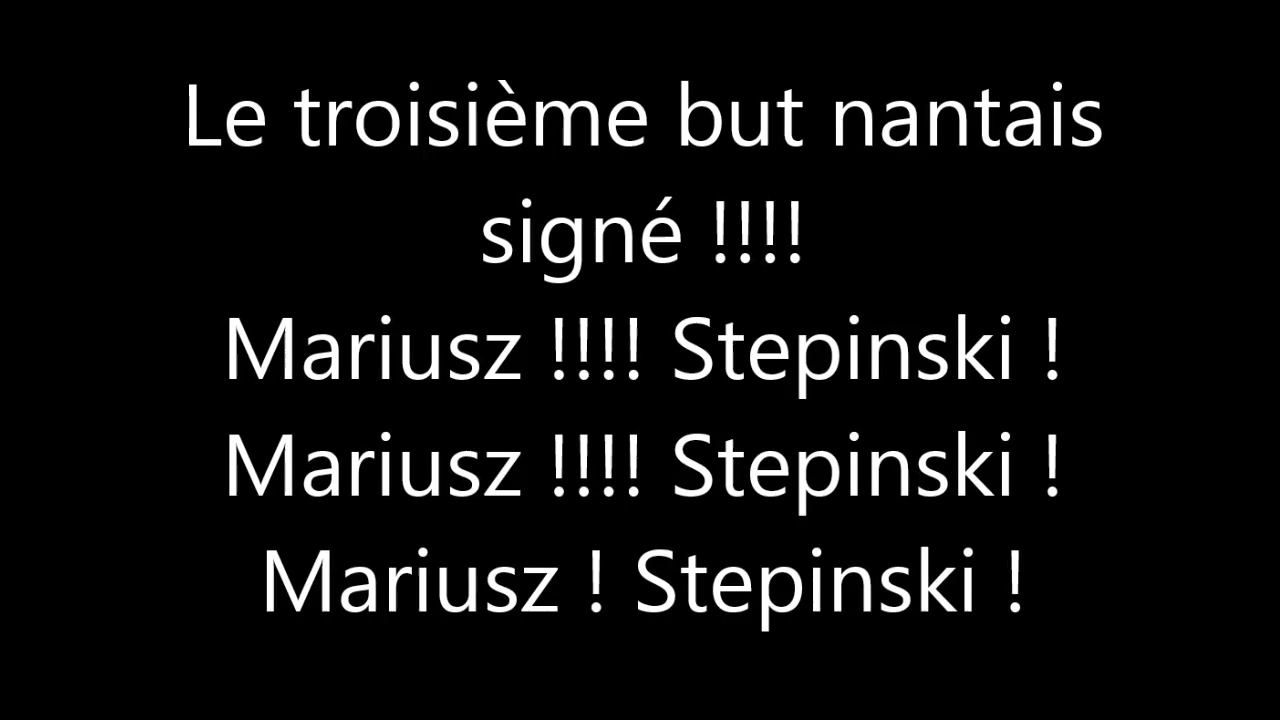 Le troisième but nantais
signé !!!!
Mariusz !!!! Stepinski !
Mariusz !!!! Stepinski !
Mariusz ! Stepinski !